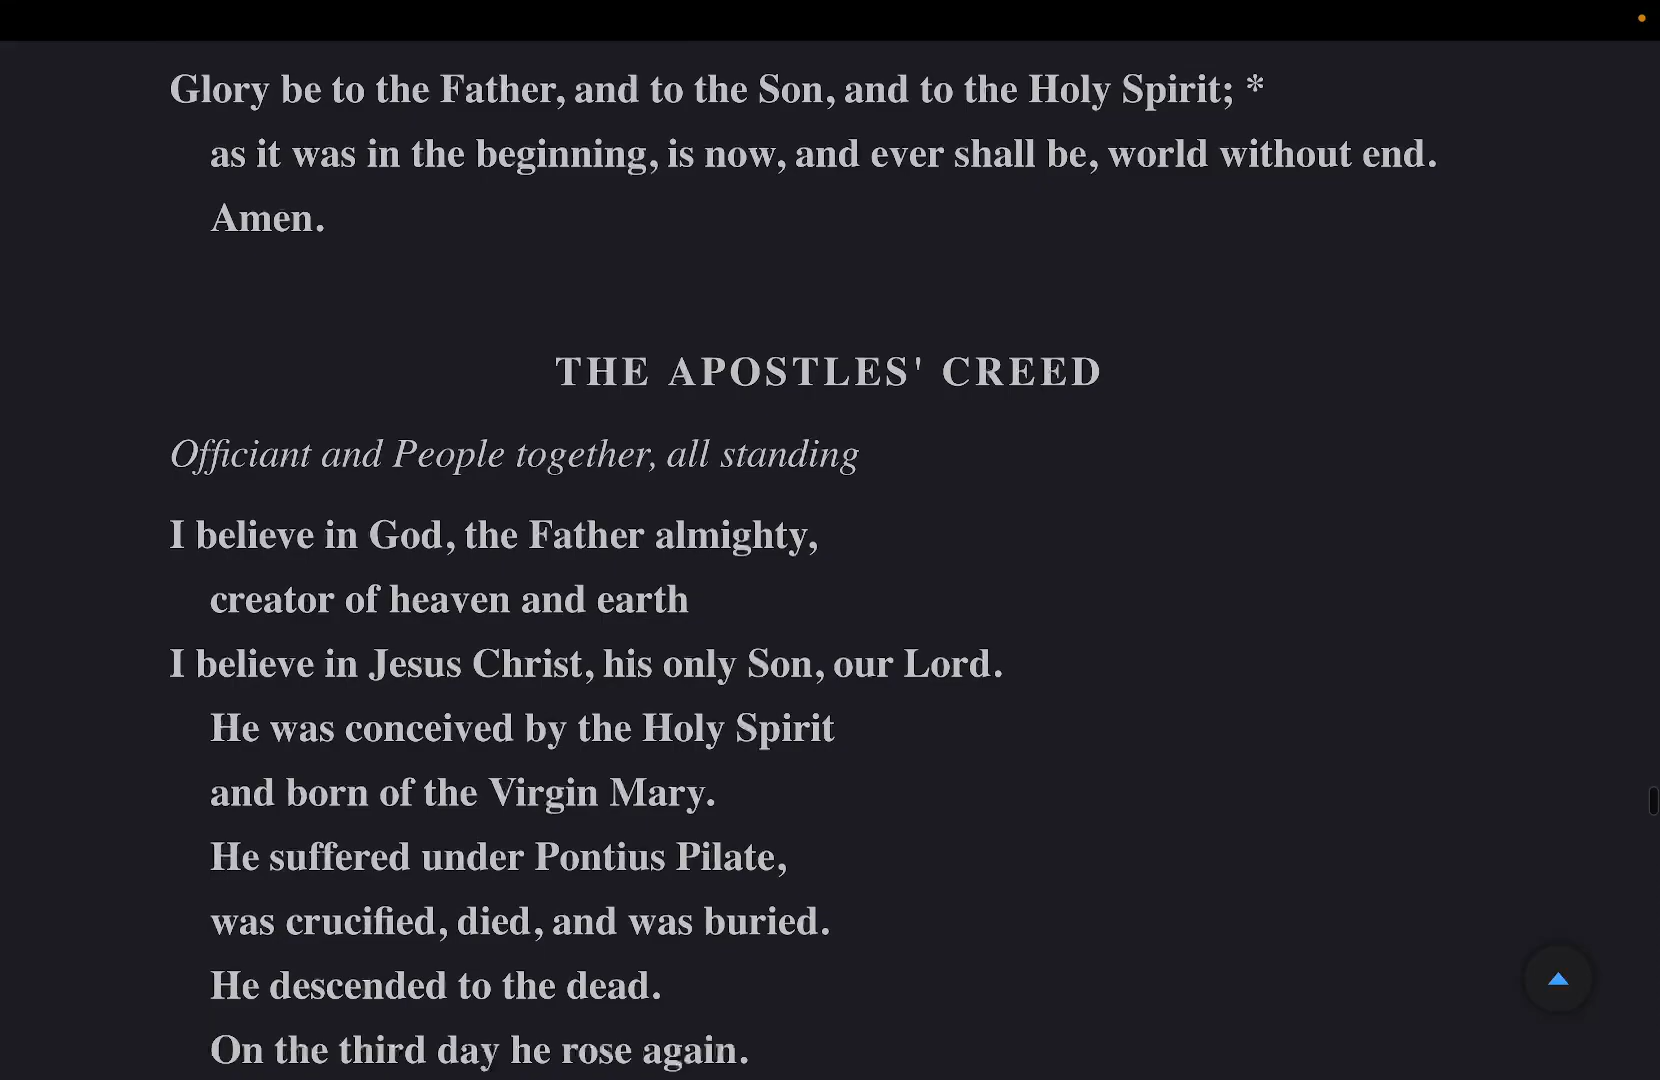 Glory be to the Father, and to the Son, and to the Holy Spirit; *
as it was in the beginning, is now, and ever shall be, world without end.
Amen.
THE APOSTLES' CREED
Officiant and People together, all standing
I believe in God, the Father almighty,
creator of heaven and earth
I believe in Jesus Christ, his only Son, our Lord.
He was conceived by the Holy Spirit
and born of the Virgin Mary.
He suffered under Pontius Pilate,
was crucified, died, and was buried.
He descended to the dead.
On the third day he rose again.